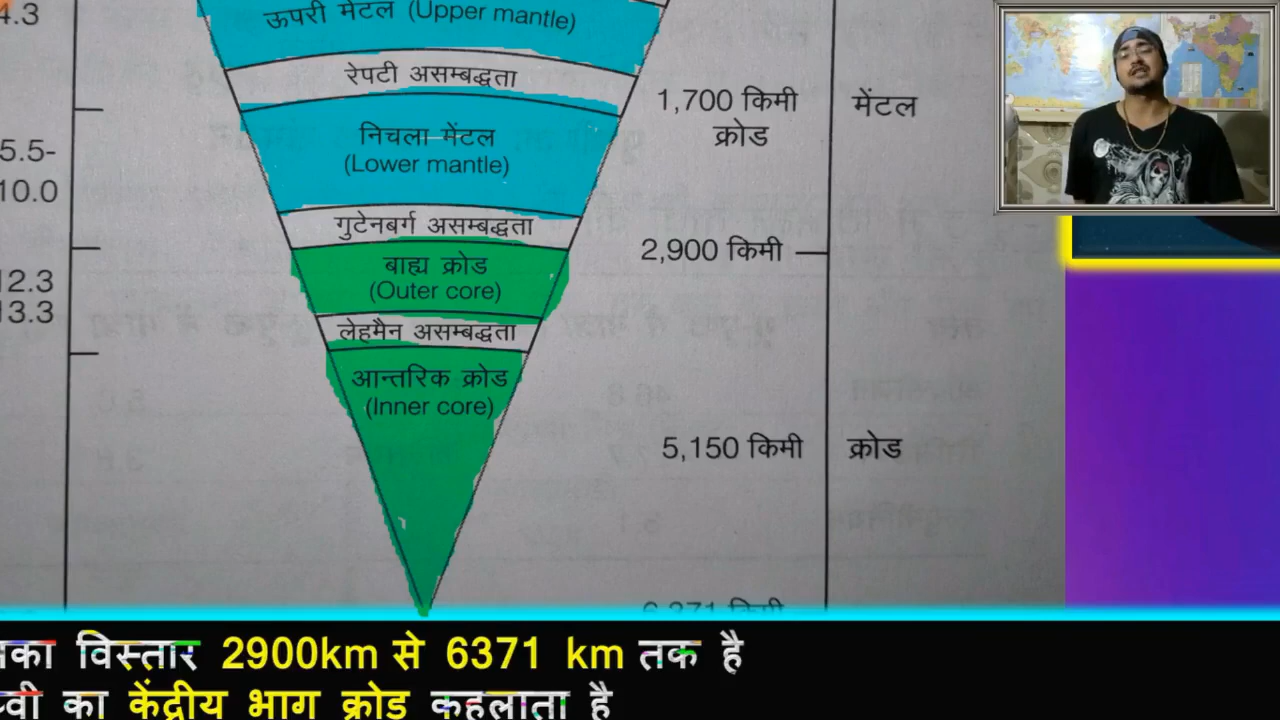 4.3
ऊपरी मेटल (Upper mantle)
रेपटी असम्बद्धता
1,700 किमी
क्रोड
मेंटल
5.5-
10.0
निचला मेंटल
(Lower mantle)
गुटेनबर्ग असम्बद्धता
2,900 किमी
12.3
13.3
बाह्य क्रोड
(Outer core)
लेहमैन असम्बद्धता
आन्तरिक क्रोड
(Inner core)
5,150 किमी
क्रोड
6,371 किमी
विस्तार 2900km से 6371 km तक है
का केंद्रीय भाग क्रोड कहलाता है